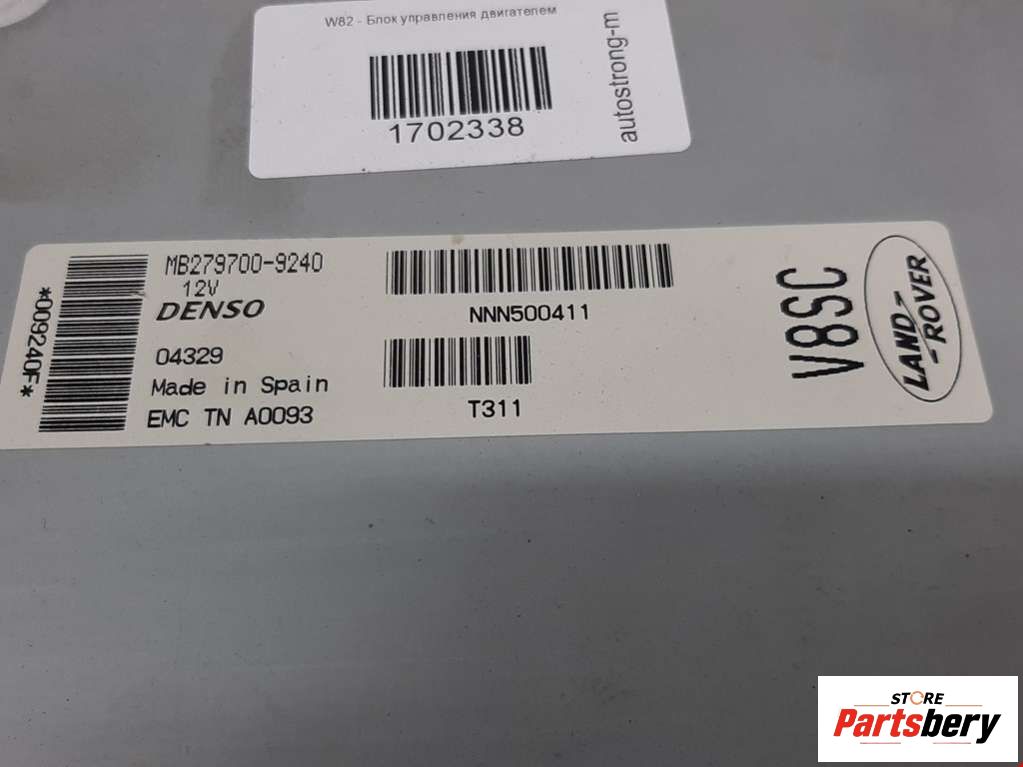 W82 - Блок управления двигателем
1702338
autostrong-m
*009240F*
MB279700-9240
12V
DENSO
04329
Made in Spain
EMC TN A0093
NNN500411
T311
V8SC
LAND
ROVER
STORE
Partsbery